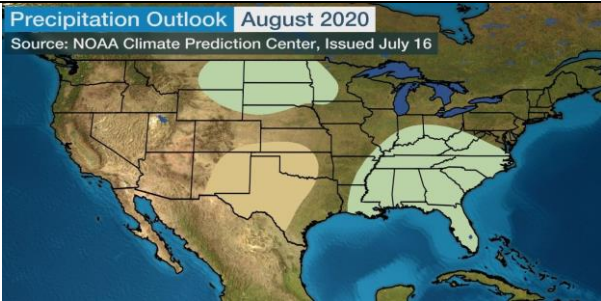 Precipitation Outlook August 2020
Source: NOAA Climate Prediction Center, Issued July 16